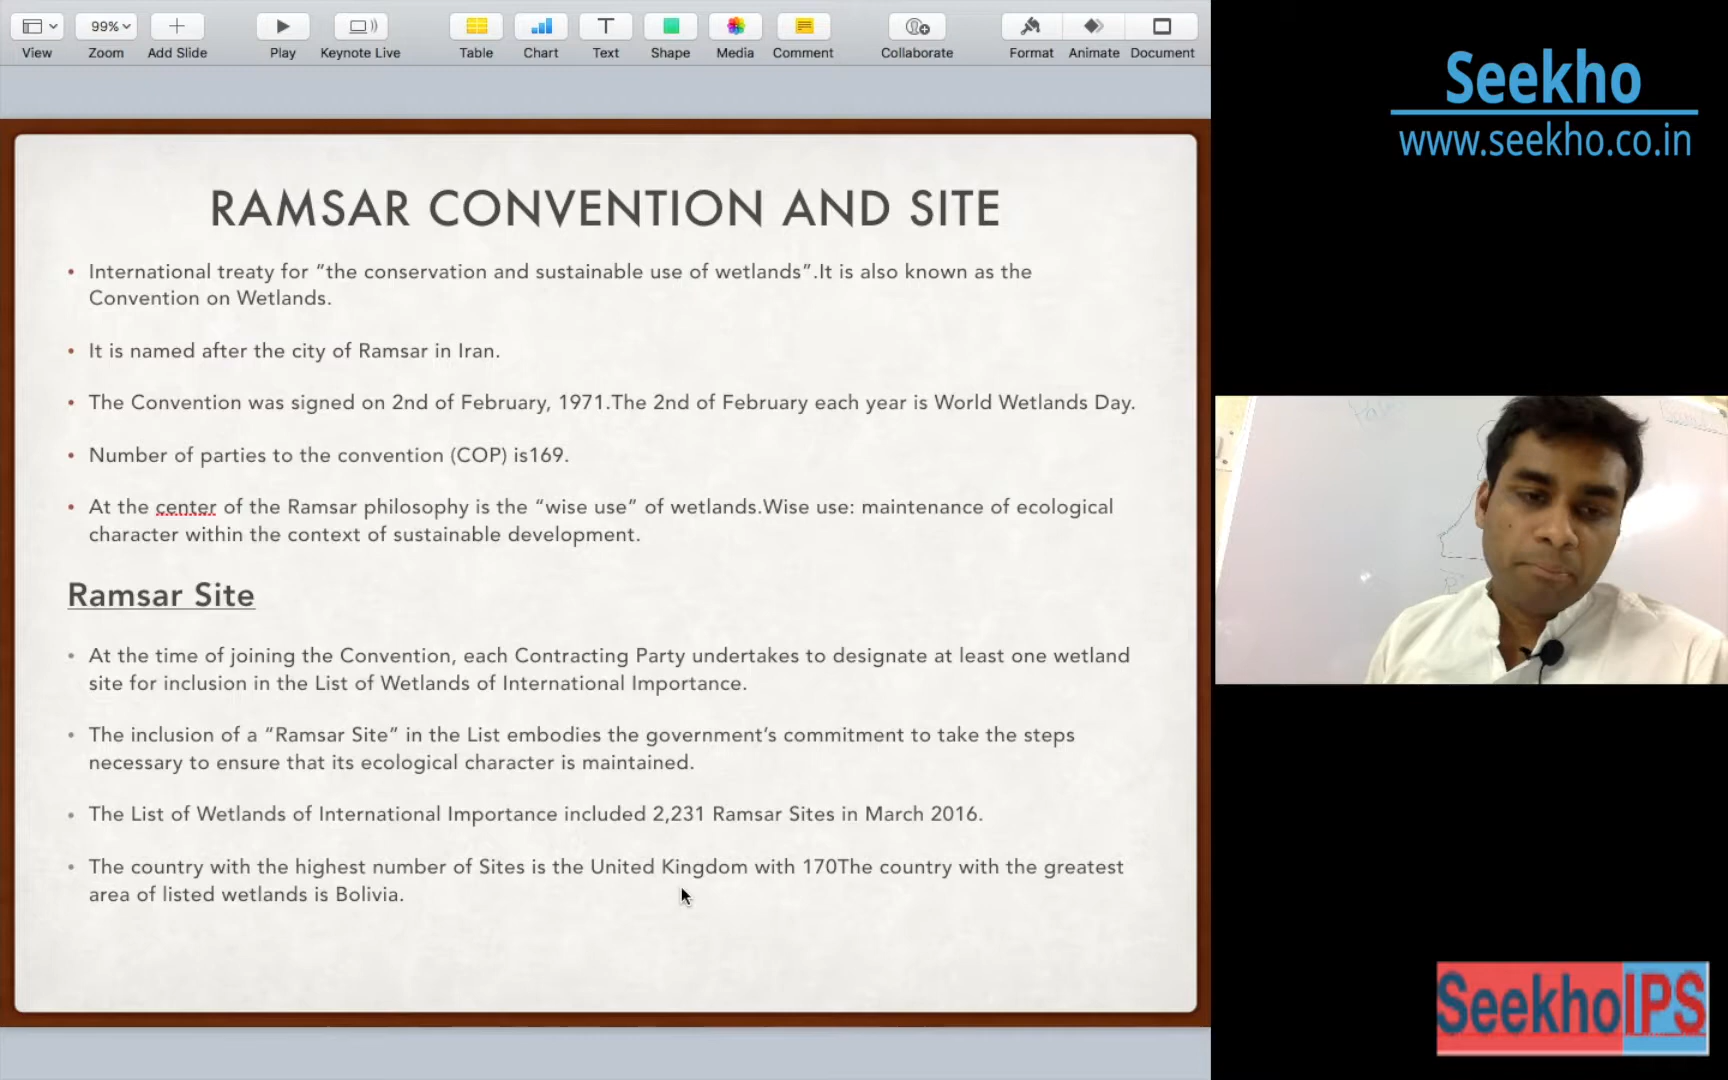 View
99%
Zoom
Add Slide
Play
Keynote Live
Table
Chart
Text
Shape
Media
Comment
Collaborate
Format
Animate
Document
Seekho
www.seekho.co.in
RAMSAR CONVENTION AND SITE
• International treaty for “the conservation and sustainable use of wetlands”.It is also known as the
Convention on Wetlands.
• It is named after the city of Ramsar in Iran.
• The Convention was signed on 2nd of February, 1971.The 2nd of February each year is World Wetlands Day.
• Number of parties to the convention (COP) is169.
• At the center of the Ramsar philosophy is the “wise use” of wetlands.Wise use: maintenance of ecological
character within the context of sustainable development.
Ramsar Site
• At the time of joining the Convention, each Contracting Party undertakes to designate at least one wetland
site for inclusion in the List of Wetlands of International Importance.
• The inclusion of a “Ramsar Site” in the List embodies the government’s commitment to take the steps
necessary to ensure that its ecological character is maintained.
• The List of Wetlands of International Importance included 2,231 Ramsar Sites in March 2016.
• The country with the highest number of Sites is the United Kingdom with 170The country with the greatest
area of listed wetlands is Bolivia.
SeekhoIPS